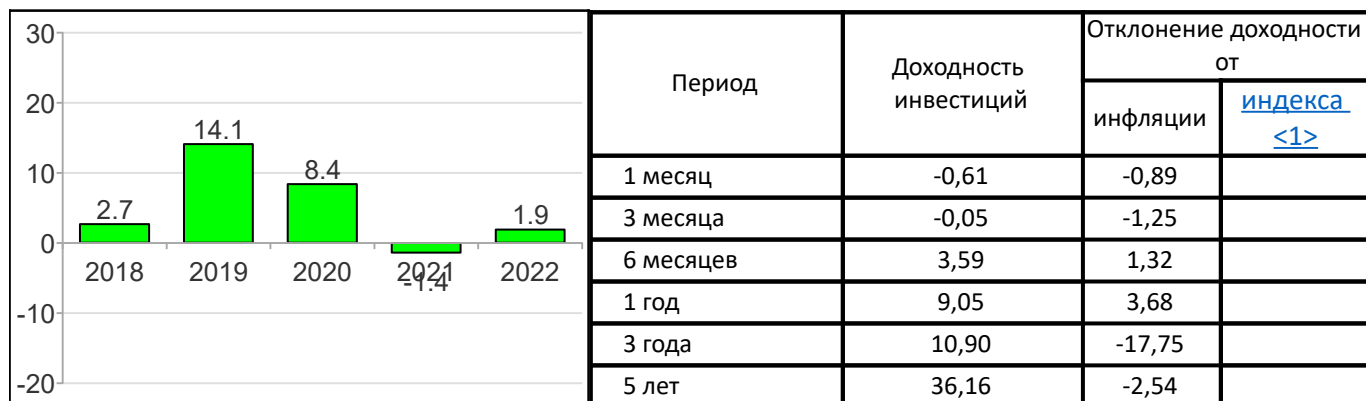 30
20
10
0
-10
-20
2.7
14.1
8.4
-1.4
1.9
2018
2019
2020
2021
2022
Период
Доходность
инвестиций
Отклонение доходности
от
инфляции
индекса
<1>
1 месяц -0,61 -0,89
3 месяца -0,05 -1,25
6 месяцев 3,59 1,32
1 год 9,05 3,68
3 года 10,90 -17,75
5 лет 36,16 -2,54